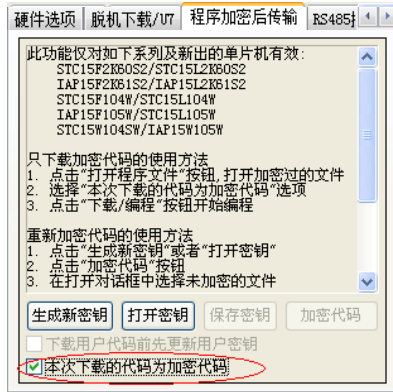 硬件选项 脱机下载/U7 程序加密后传输 RS485
此功能仅对如下系列及新出的单片机有效:
STC15F2K60S2/STC15L2K60S2
IAP15F2K61S2/IAP15L2K61S2
STC15F104W/STC15L104W
IAP15F105W/STC15L105W
STC15W104SW/IAP15W105W
只下载加密代码的使用方法
1. 点击"打开程序文件"按钮,打开加密过的文件
2. 选择"本次下载的代码为加密代码"选项
3. 点击"下载/编程"按钮开始编程
重新加密代码的使用方法
1. 点击"生成新密钥"或者"打开密钥"
2. 点击"加密代码"按钮
3. 在打开对话框中选择未加密的文件
生成新密钥 打开密钥 保存密钥 加密代码
下载用户代码前先更新用户密钥
本次下载的代码为加密代码